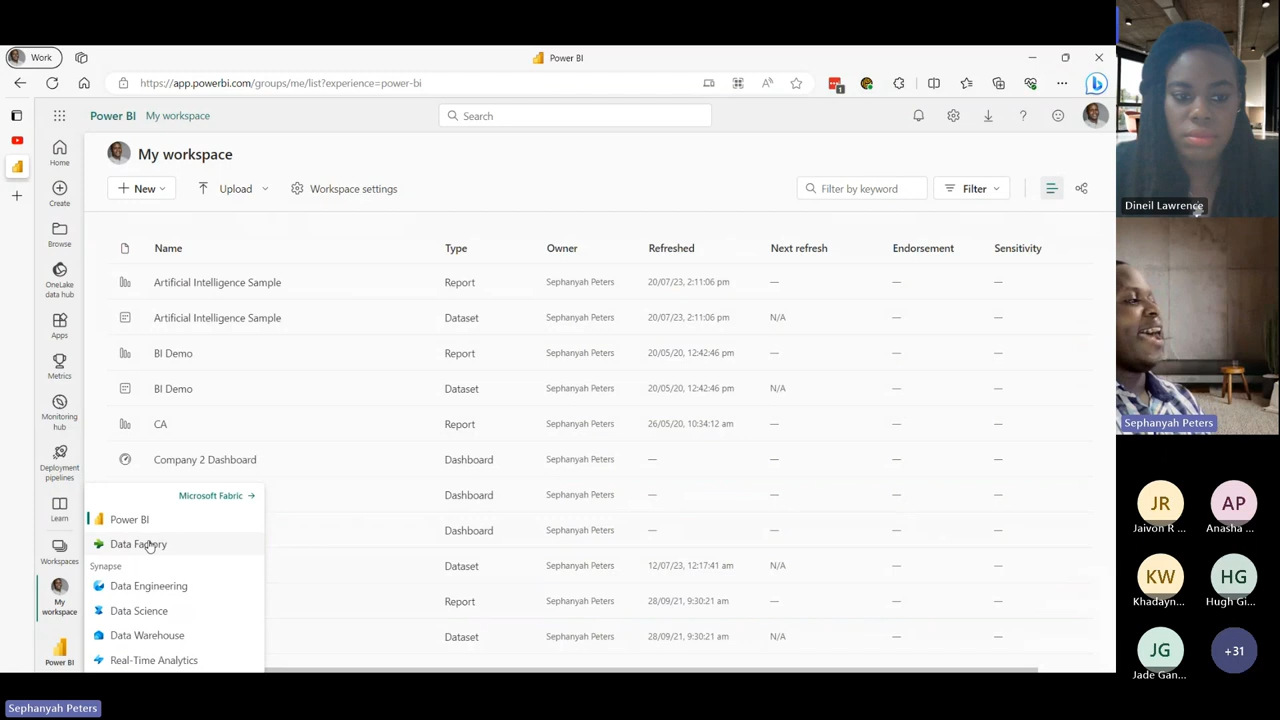 Work
Power BI
https://app.powerbi.com/groups/me/list?experience=power-bi
1
Power BI My workspace
Search
Home
Create
Browse
OneLake
data hub
Apps
Metrics
Monitoring
hub
Deployment
pipelines
Learn
Workspaces
My
workspace
Power BI
My workspace
New
Upload
Workspace settings
Filter by keyword
Filter
Name Type Owner Refreshed Next refresh Endorsement Sensitivity
Artificial Intelligence Sample Report Sephanyah Peters 20/07/23, 2:11:06 pm — — —
Artificial Intelligence Sample Dataset Sephanyah Peters 20/07/23, 2:11:06 pm N/A — —
BI Demo Report Sephanyah Peters 20/05/20, 12:42:46 pm — — —
BI Demo Dataset Sephanyah Peters 20/05/20, 12:42:46 pm N/A — —
CA Report Sephanyah Peters 26/05/20, 10:34:12 am — — —
Company 2 Dashboard Dashboard Sephanyah Peters — — — —
Dashboard Sephanyah Peters — — — —
Dashboard Sephanyah Peters — — — —
Dataset Sephanyah Peters 12/07/23, 12:17:41 am N/A — —
Report Sephanyah Peters 28/09/21, 9:30:21 am — — —
Dataset Sephanyah Peters 28/09/21, 9:30:21 am N/A — —
Microsoft Fabric →
Power BI
Data Factory
Synapse
Data Engineering
Data Science
Data Warehouse
Real-Time Analytics
Dineil Lawrence
Sephanyah Peters
JR
Jaivon R ...
AP
Anasha ...
KW
Khadayn...
HG
Hugh Gi...
JG
Jade Gan...
+31
Sephanyah Peters